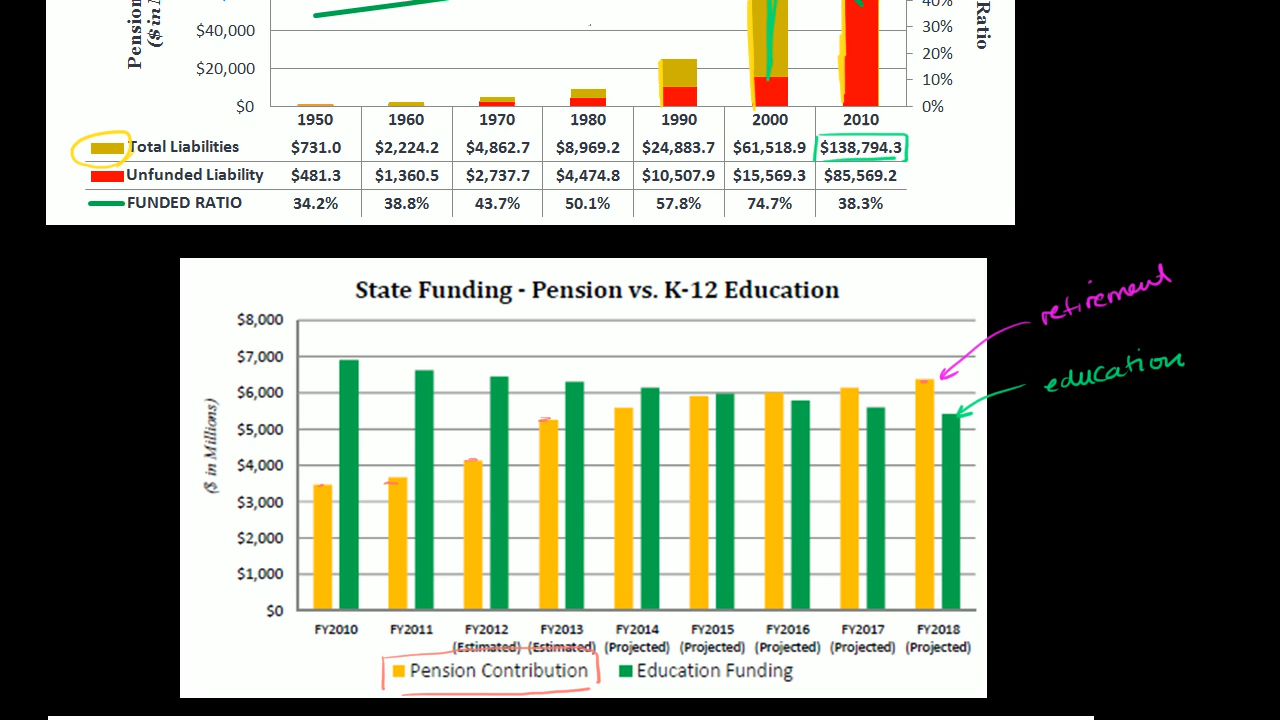 Pension
($ in
$40,000
$20,000
$0
40%
30%
20%
10%
0%
Ratio
1950 1960 1970 1980 1990 2000 2010
Total Liabilities $731.0 $2,224.2 $4,862.7 $8,969.2 $24,883.7 $61,518.9 $138,794.3
Unfunded Liability $481.3 $1,360.5 $2,737.7 $4,474.8 $10,507.9 $15,569.3 $85,569.2
FUNDED RATIO 34.2% 38.8% 43.7% 50.1% 57.8% 74.7% 38.3%
State Funding - Pension vs. K-12 Education
retirement
education
($ in Millions)
$8,000
$7,000
$6,000
$5,000
$4,000
$3,000
$2,000
$1,000
$0
FY2010 FY2011 FY2012 FY2013 FY2014 FY2015 FY2016 FY2017 FY2018
(Estimated) (Estimated) (Projected) (Projected) (Projected) (Projected) (Projected)
Pension Contribution Education Funding